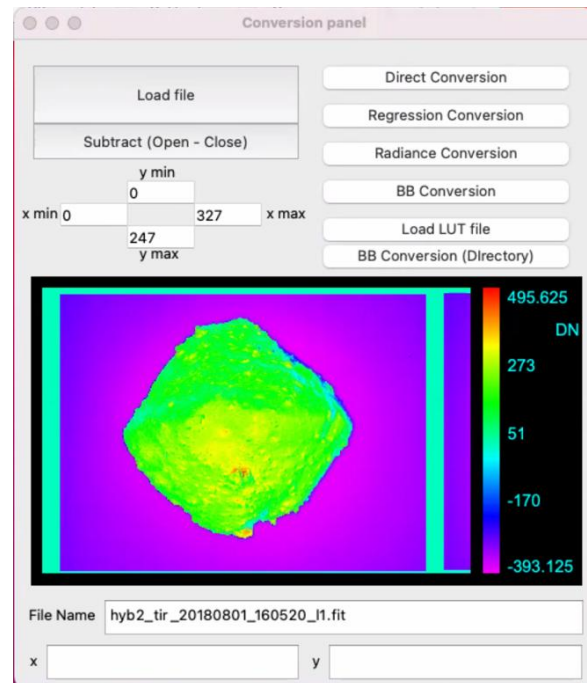 Conversion panel
Load file
Subtract (Open - Close)
y min
0
x min 0
327 x max
247
y max
Direct Conversion
Regression Conversion
Radiance Conversion
BB Conversion
Load LUT file
BB Conversion (DIrectory)
495.625
DN
273
51
-170
-393.125
File Name hyb2_tir_20180801_160520_l1.fit
x
y